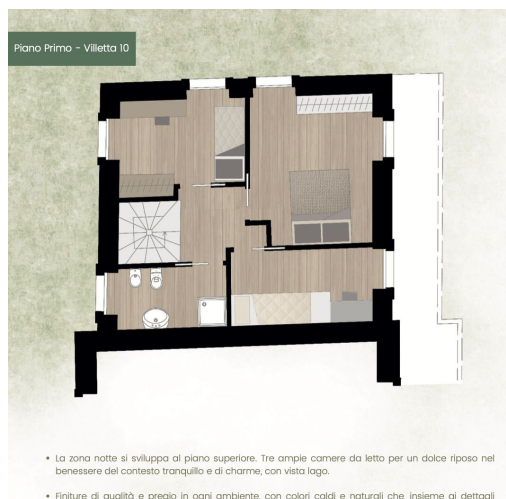 Piano Primo - Villetta 10
• La zona notte si sviluppa al piano superiore. Tre ampie camere da letto per un dolce riposo nel
benessere del contesto tranquillo e di charme, con vista lago.
• Finiture di qualità e pregio in ogni ambiente, con colori caldi e naturali che, insieme ai dettagli